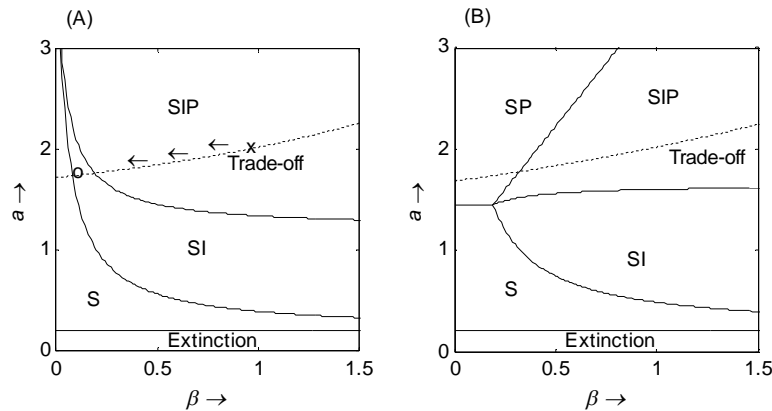 (A)
3
2
1
0
a →
SIP
← ← ← x
o
Trade-off
SI
S
Extinction
0 0.5 1 1.5
β →
(B)
3
2
1
0
a →
SP
SIP
Trade-off
SI
S
Extinction
0 0.5 1 1.5
β →